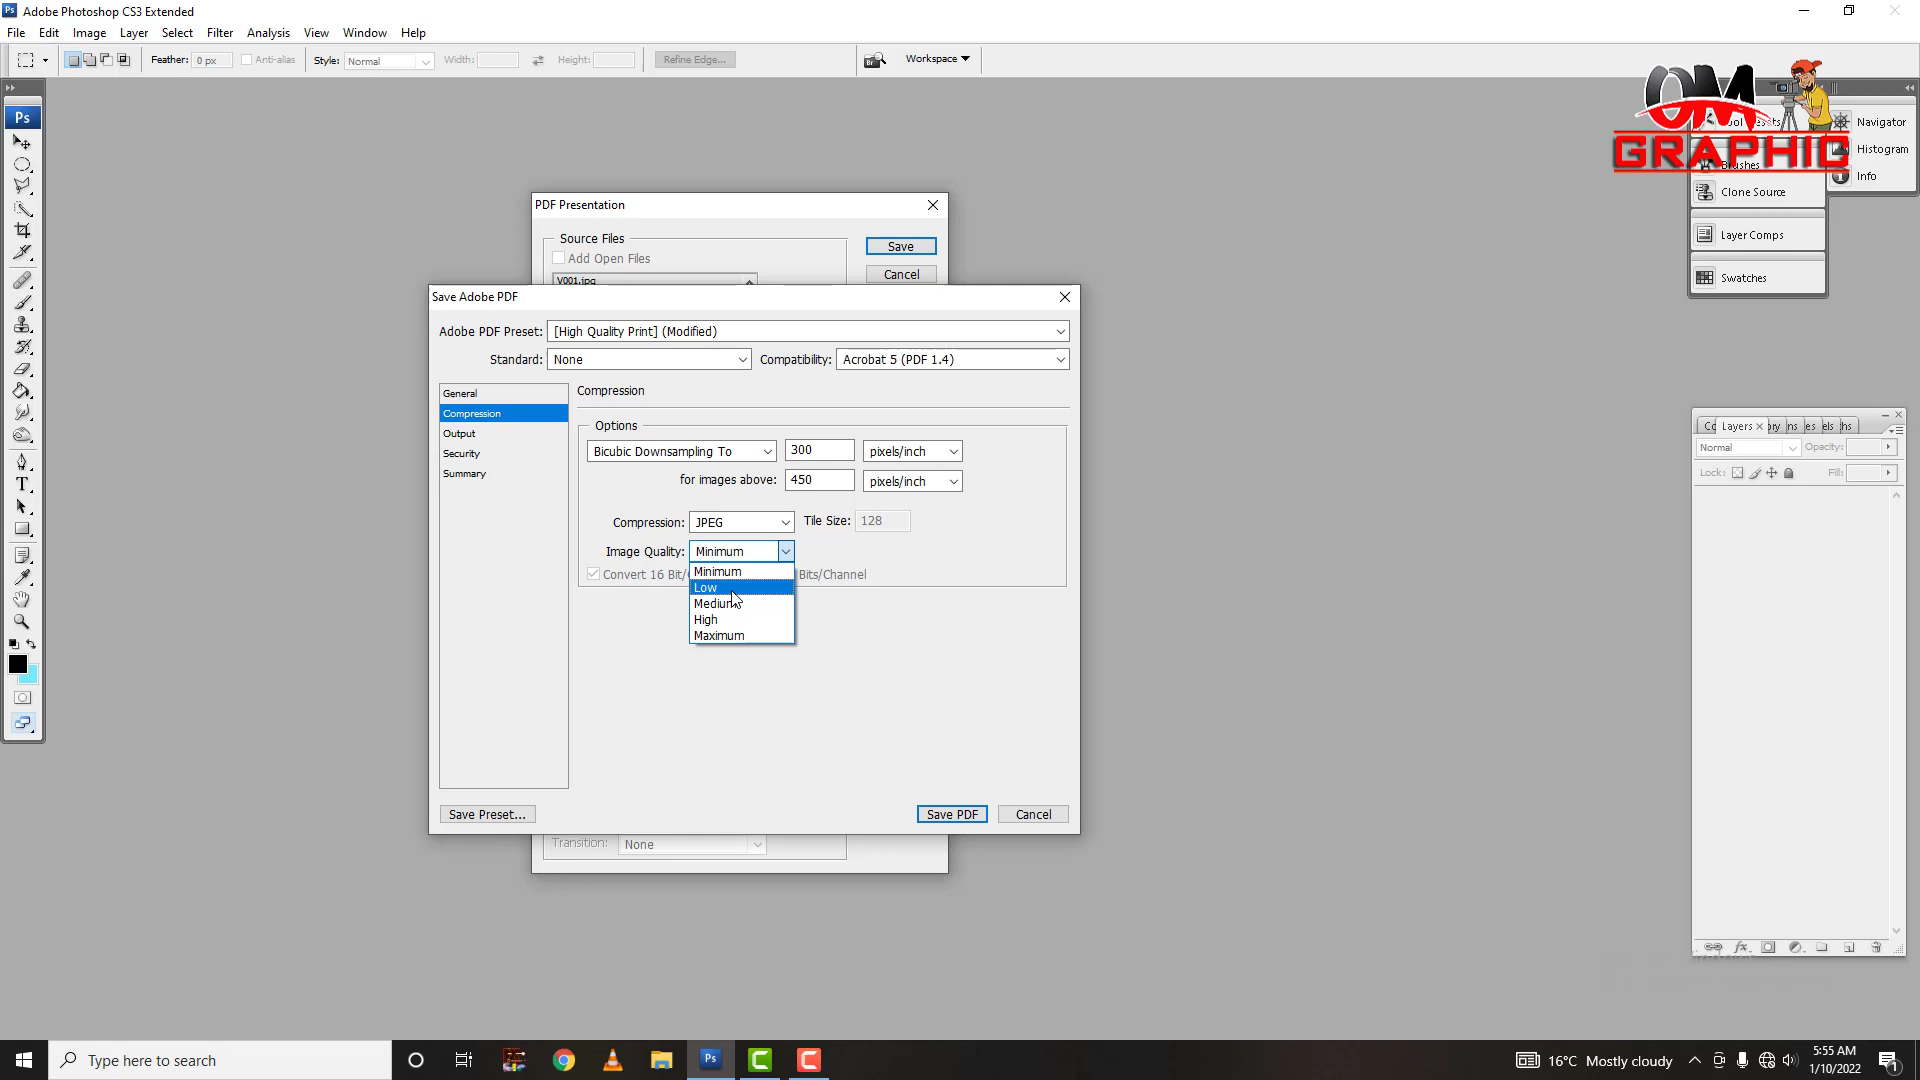 Adobe Photoshop CS3 Extended
File Edit Image Layer Select Filter Analysis View Window Help
Feather: 0 px Anti-alias Style: Normal Width: Height: Refine Edge... Workspace
OM
GRAPHIC
Navigator
Histogram
Info
Brushes
Clone Source
Layer Comps
Swatches
PDF Presentation
Source Files
Add Open Files
V001.jpg
Save
Cancel
Save Adobe PDF
Adobe PDF Preset: [High Quality Print] (Modified)
Standard: None Compatibility: Acrobat 5 (PDF 1.4)
General
Compression
Output
Security
Summary
Compression
Options
Bicubic Downsampling To 300 pixels/inch
for images above: 450 pixels/inch
Compression: JPEG Tile Size: 128
Image Quality: Minimum
Convert 16 Bit/ Bits/Channel
Minimum
Low
Medium
High
Maximum
Save Preset... Save PDF Cancel
Transition: None
Layers
Normal Opacity:
Lock: Fill:
Type here to search
16°C Mostly cloudy
5:55 AM
1/10/2022